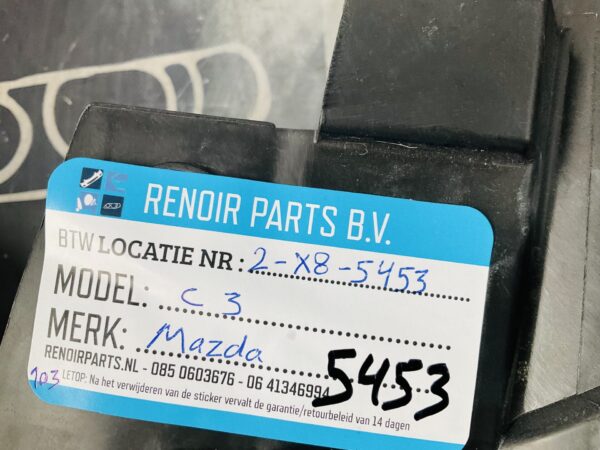 RENOIR PARTS B.V.
BTW LOCATIE NR: 2-X8-5453
MODEL: C 3
MERK: Mazda
RENOIRPARTS.NL - 085 0603676 - 06 41346994
5453
103 LETOP: Na het verwijderen van de sticker vervalt de garantie/retourbeleid van 14 dagen